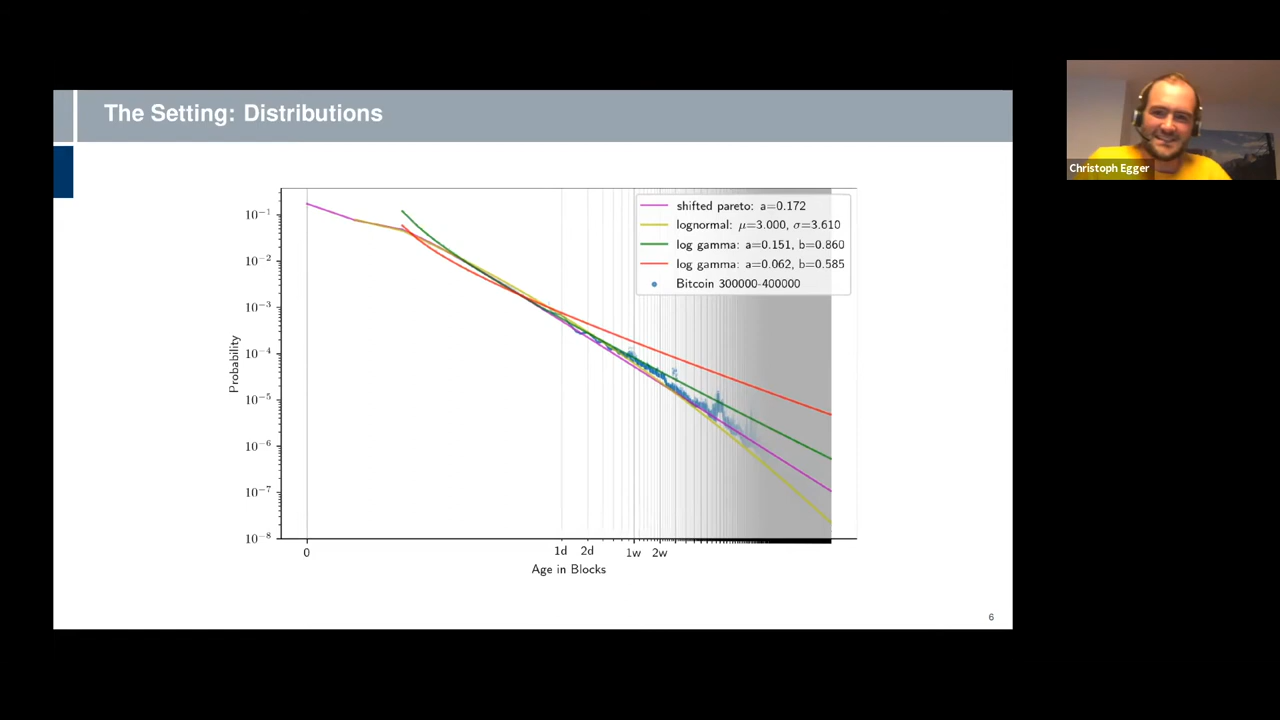 The Setting: Distributions
Christoph Egger
shifted pareto: a=0.172
lognormal: μ=3.000, σ=3.610
log gamma: a=0.151, b=0.860
log gamma: a=0.062, b=0.585
Bitcoin 300000-400000
Probability
10⁻¹
10⁻²
10⁻³
10⁻⁴
10⁻⁵
10⁻⁶
10⁻⁷
10⁻⁸
0 1d 2d 1w 2w
Age in Blocks
6